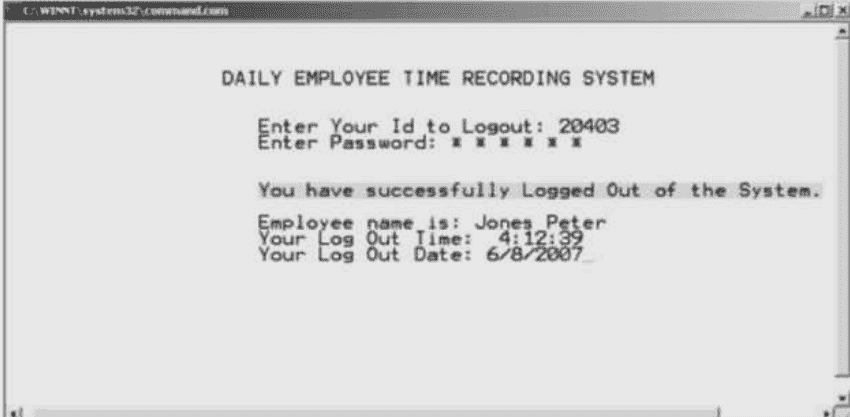 C:\WINNT\system32\command.com
DAILY EMPLOYEE TIME RECORDING SYSTEM
Enter Your Id to Logout: 20403
Enter Password: * * * * * *
You have successfully Logged Out of the System.
Employee name is: Jones Peter
Your Log Out Time:  4:12:39
Your Log Out Date: 6/8/2007_